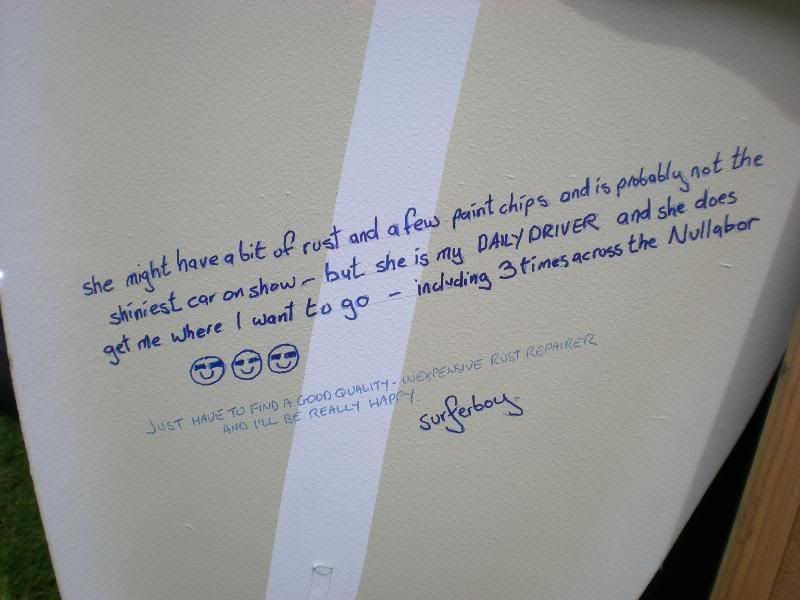 she might have a bit of rust and a few paint chips and is probably not the
shiniest car on show – but she is my DAILY DRIVER and she does
get me where I want to go – including 3 times across the Nullabor
JUST HAVE TO FIND A GOOD QUALITY - INEXPENSIVE RUST REPAIRER
AND I'LL BE REALLY HAPPY.
surferboy